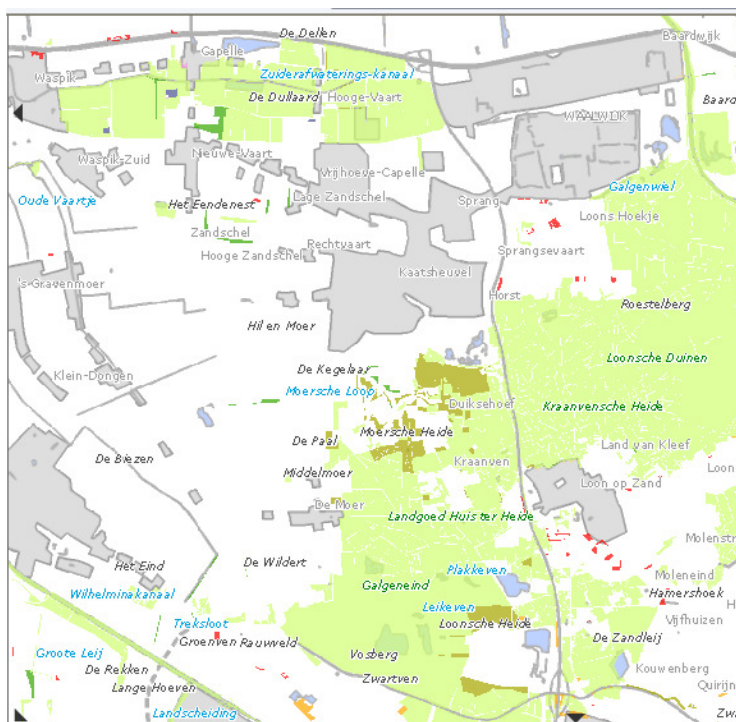 De Dellen
Baardwijk
Gapelle
Waspik
Zuiderafwaterings-kanaal
De Dullaard
Hooge-Vaart
Baard
WAALWIJK
Nieuwe-Vaart
Waspik-Zuid
Vrijhoeve-Capelle
Galgenwiel
Oude Vaartje
Het Eendenest
Lage Zandschel
Sprang
Loons Hoekje
Zandschel
Rechtvaart
Hooge Zandschel
Sprangsevaart
Kaatsheuvel
's-Gravenmoer
Horst
Roestelberg
Hil en Moer
Loonsche Duinen
De Kegelaar
Klein-Dongen
Moersche Loop
Duiksehoef
Kraanvensche Heide
Moersche Heide
De Paal
Land van Kleef
De Biezen
Kraanven
Loon
Middelmoer
Loon op Zand
De Moer
Landgoed Huis ter Heide
Molenstr
Het Eind
De Wildert
Plakkeven
Moleneind
Galgeneind
Hamershoek
Wilhelminakanaal
Leikeven
H
Vijfhuizen
Treksloot
Loonsche Heide
Groenven
Rauwveld
De Zandleij
Groote Leij
Vosberg
De Rekken
Kouwenberg
Zwartven
Lange Hoeven
Quirijn
Landscheiding
Zwa